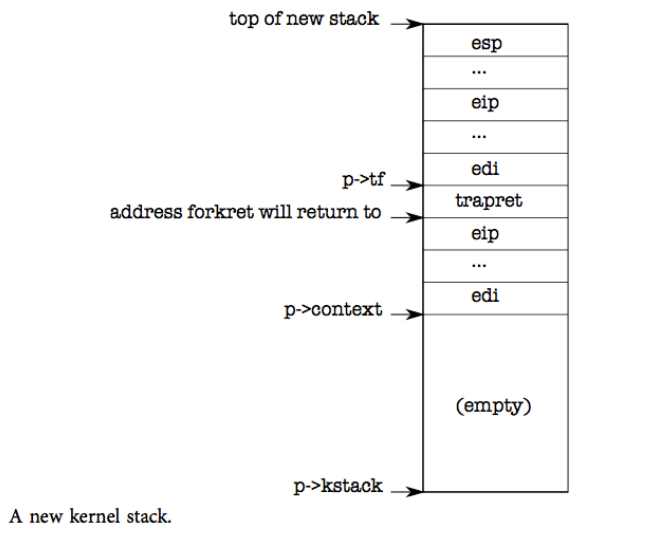 top of new stack
esp
...
eip
...
edi
p->tf
trapret
address forkret will return to
eip
...
edi
p->context
(empty)
p->kstack
A new kernel stack.